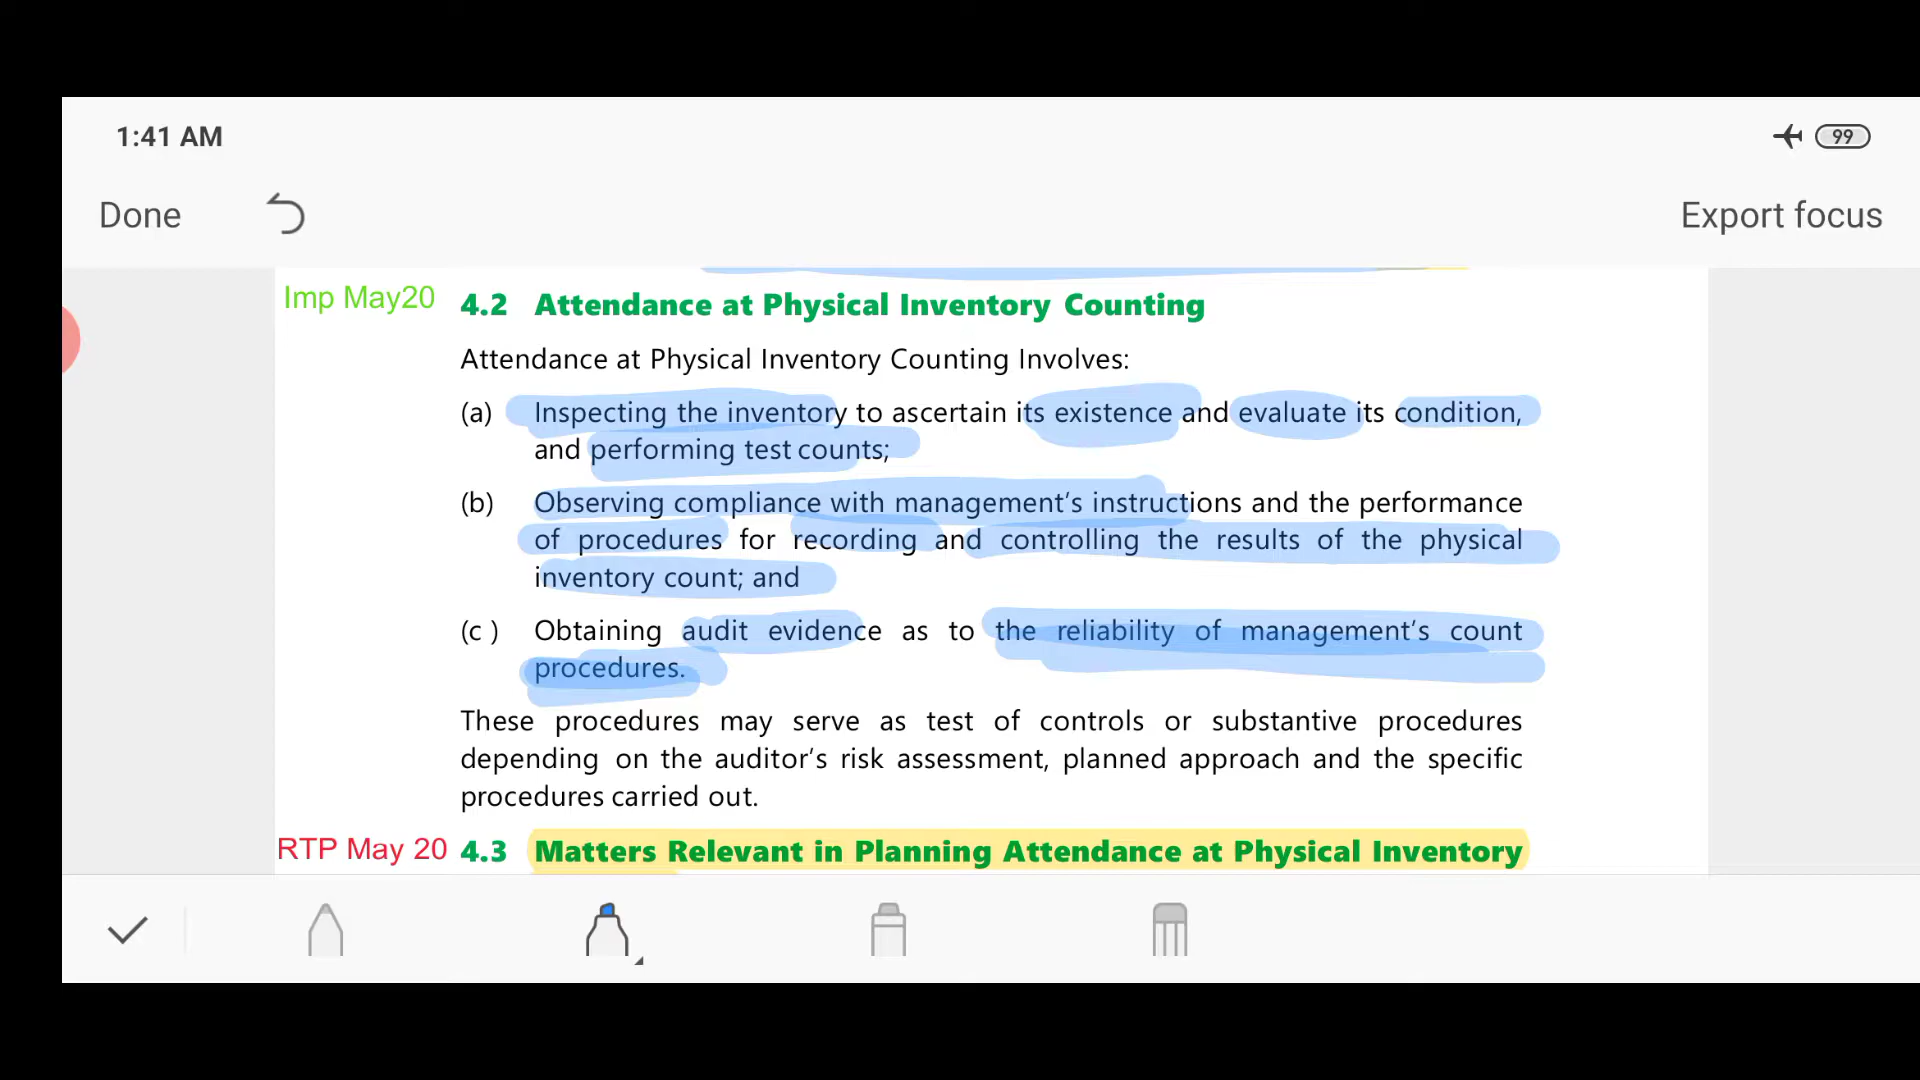 1:41 AM
99
Done
Export focus
Imp May20
4.2 Attendance at Physical Inventory Counting
Attendance at Physical Inventory Counting Involves:
(a) Inspecting the inventory to ascertain its existence and evaluate its condition,
and performing test counts;
(b) Observing compliance with management’s instructions and the performance
of procedures for recording and controlling the results of the physical
inventory count; and
(c ) Obtaining audit evidence as to the reliability of management’s count
procedures.
These procedures may serve as test of controls or substantive procedures
depending on the auditor’s risk assessment, planned approach and the specific
procedures carried out.
RTP May 20
4.3 Matters Relevant in Planning Attendance at Physical Inventory